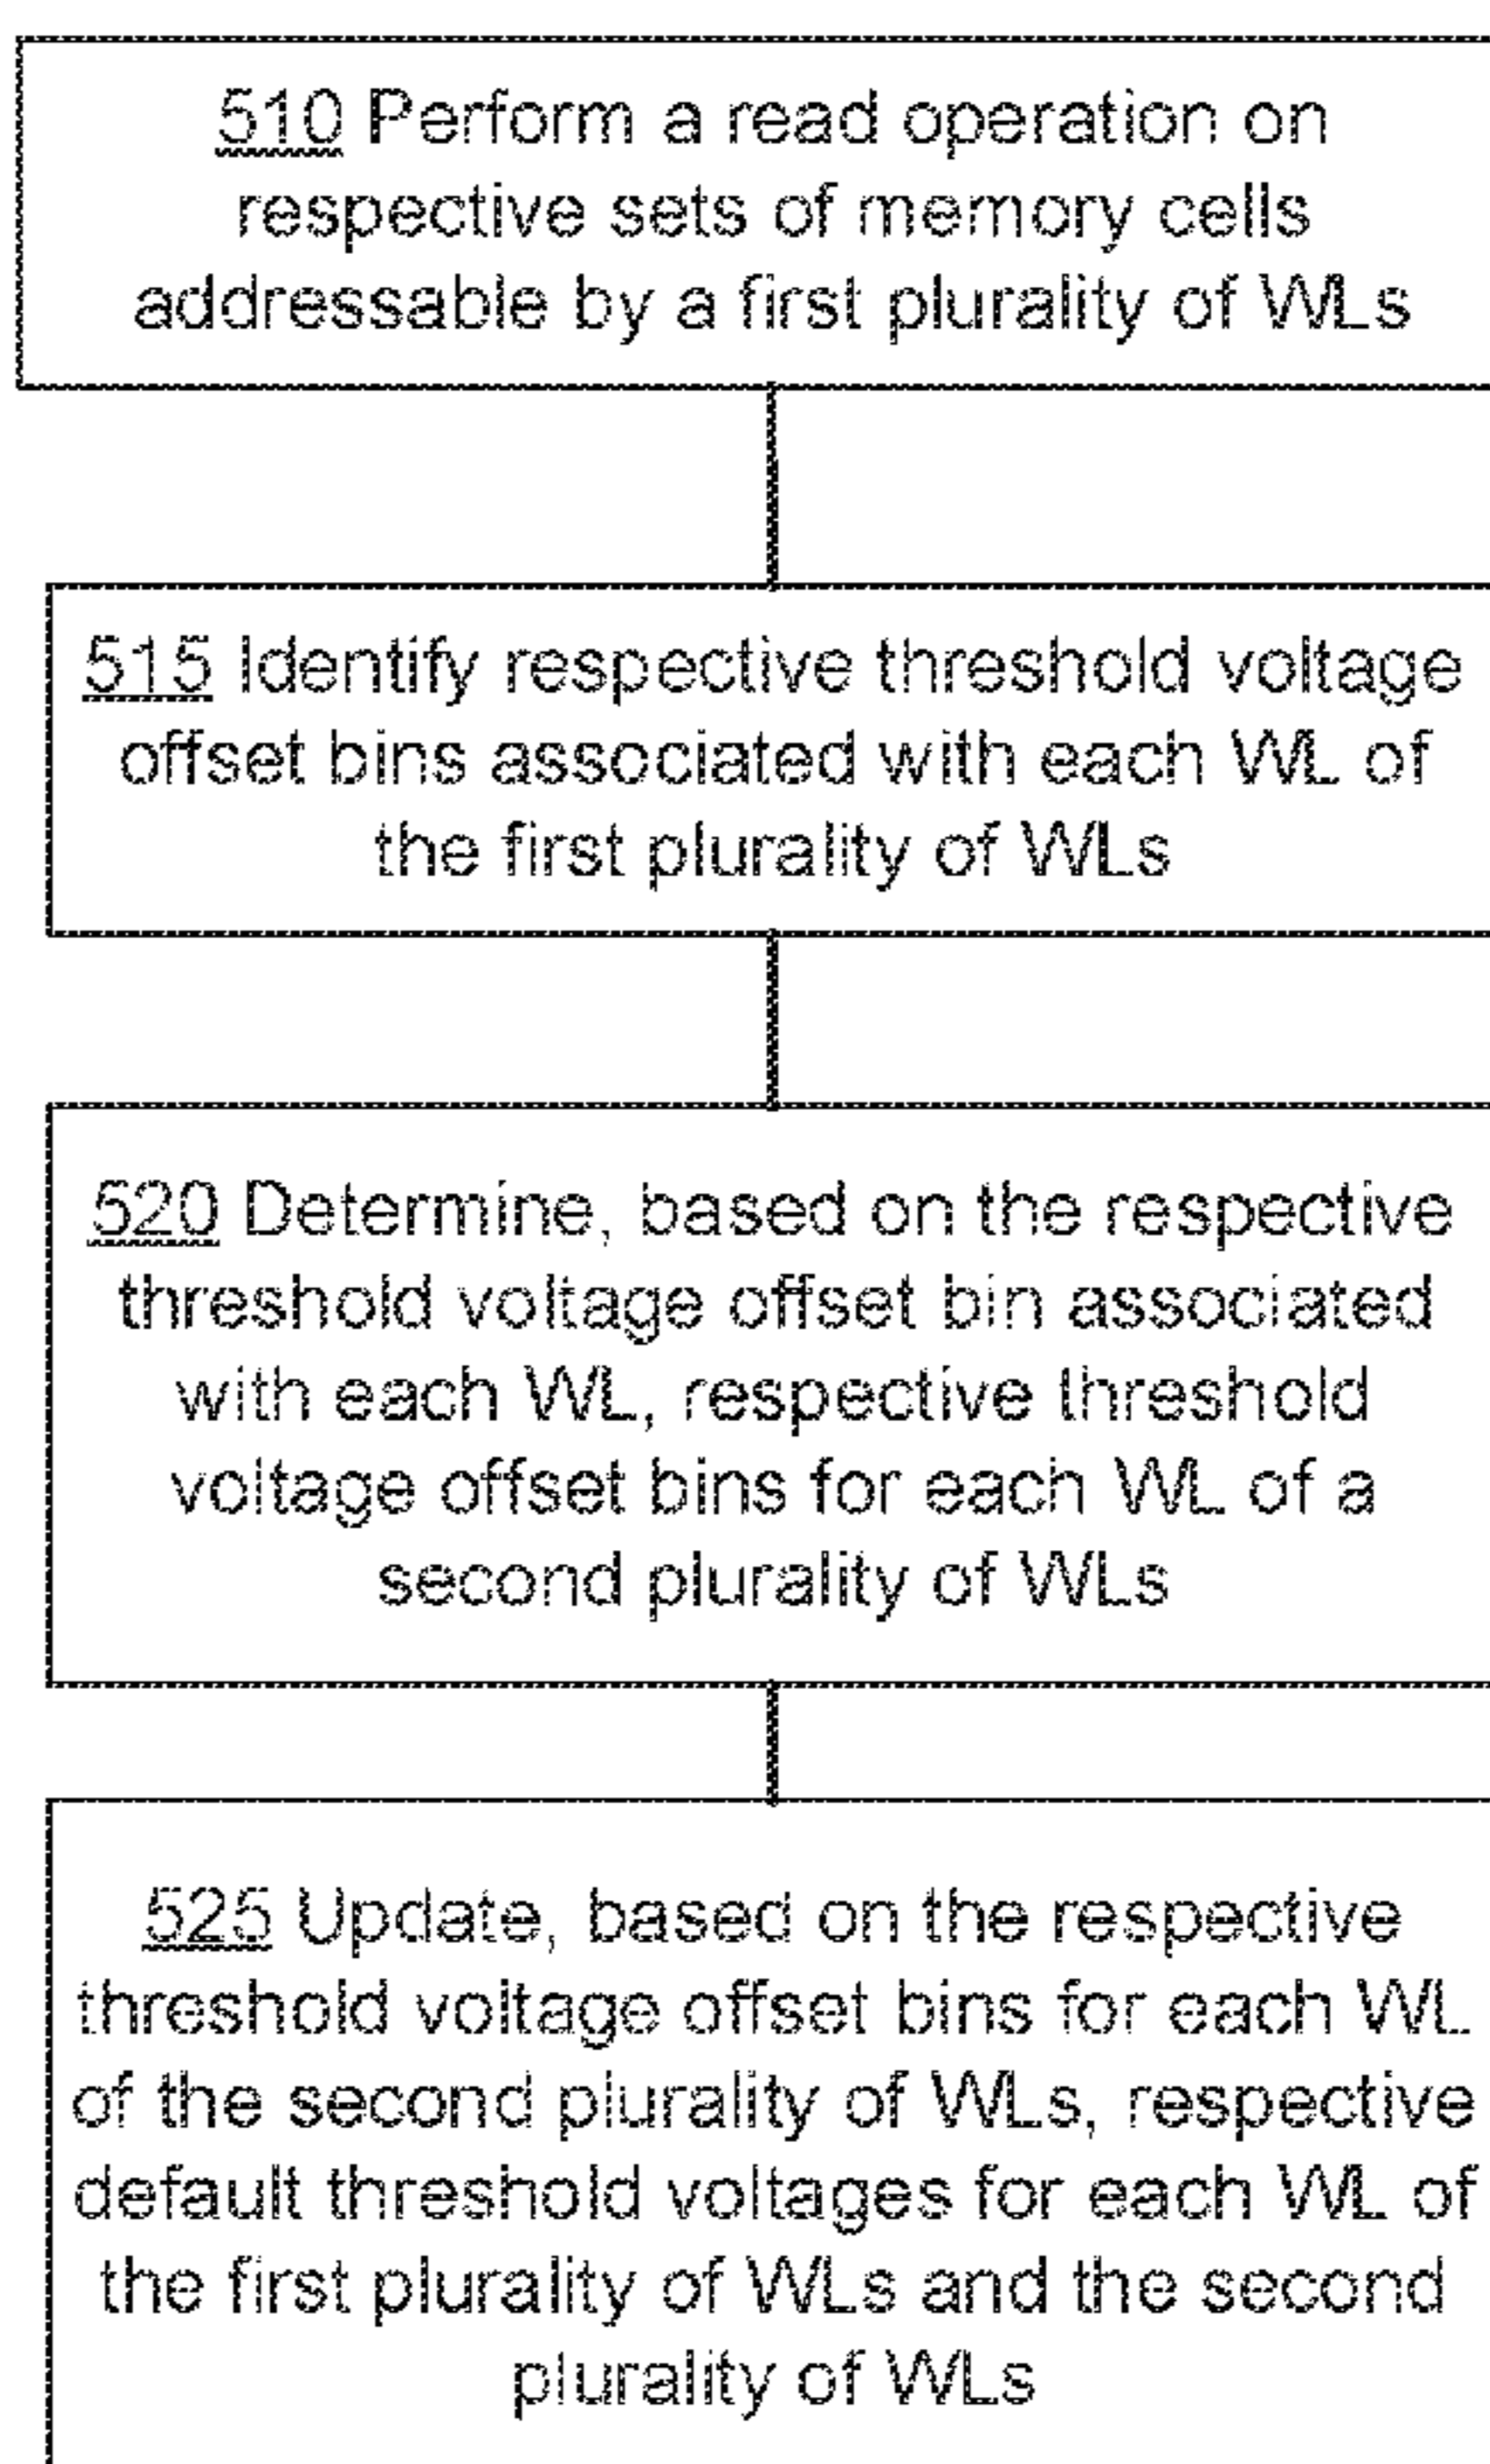 510 Perform a read operation on
respective sets of memory cells
addressable by a first plurality of WLs
515 Identify respective threshold voltage
offset bins associated with each WL of
the first plurality of WLs
520 Determine, based on the respective
threshold voltage offset bin associated
with each WL, respective threshold
voltage offset bins for each WL of a
second plurality of WLs
525 Update, based on the respective
threshold voltage offset bins for each WL
of the second plurality of WLs, respective
default threshold voltages for each WL of
the first plurality of WLs and the second
plurality of WLs